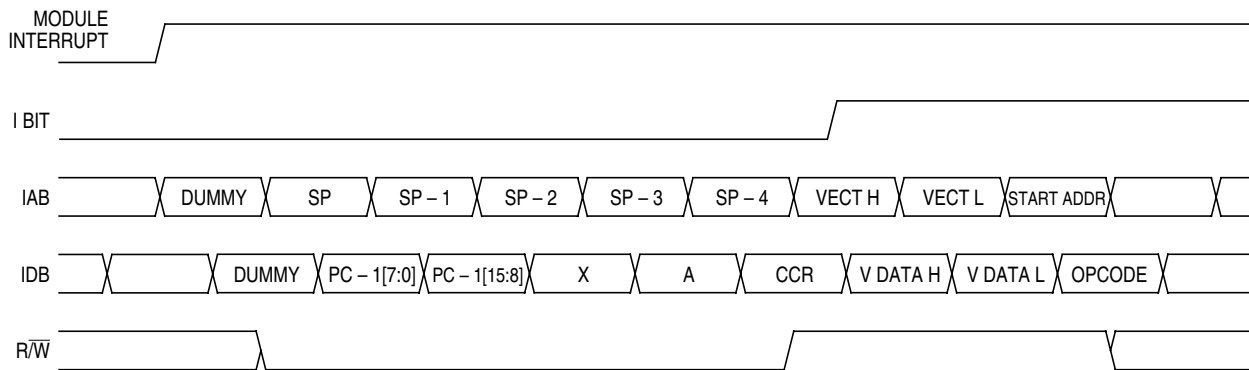 MODULE
INTERRUPT
I BIT
IAB DUMMY SP SP – 1 SP – 2 SP – 3 SP – 4 VECT H VECT L START ADDR
IDB DUMMY PC – 1[7:0] PC – 1[15:8] X A CCR V DATA H V DATA L OPCODE
R/W̅